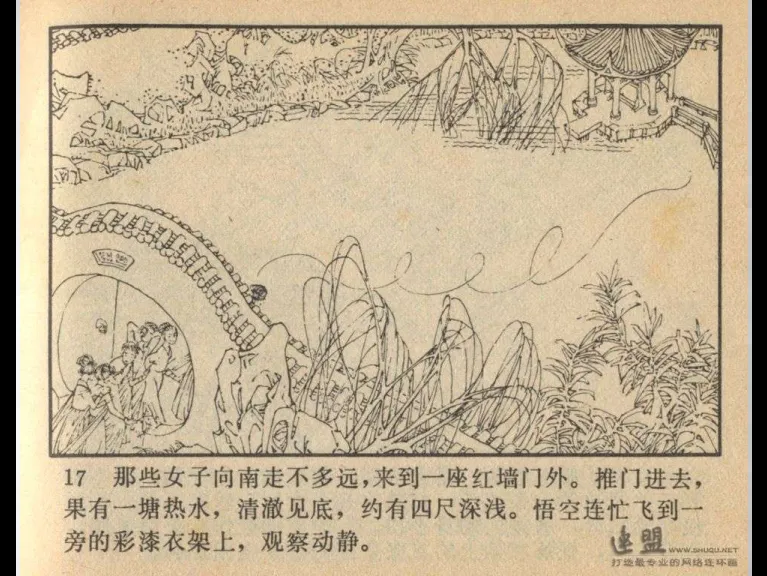 17 那些女子向南走不多远，来到一座红墙门外。推门进去，
果有一塘热水，清澈见底，约有四尺深浅。悟空连忙飞到一
旁的彩漆衣架上，观察动静。
连盟 WWW.SHUQU.NET
打造最专业的网络连环画